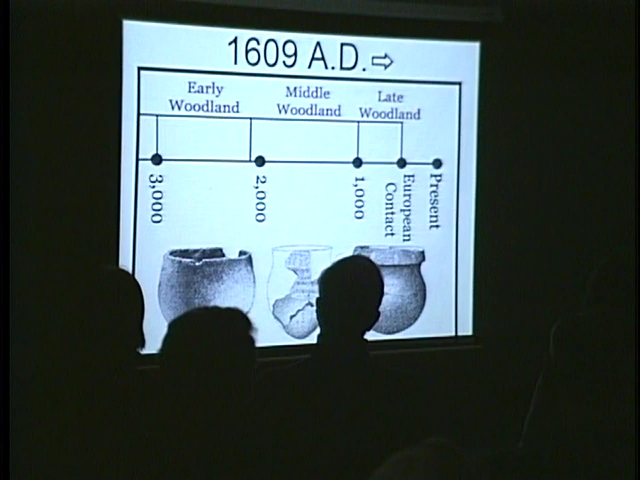 1609 A.D.⇨
Early
Woodland
Middle
Woodland
Late
Woodland
3,000
2,000
1,000
European
Contact
Present